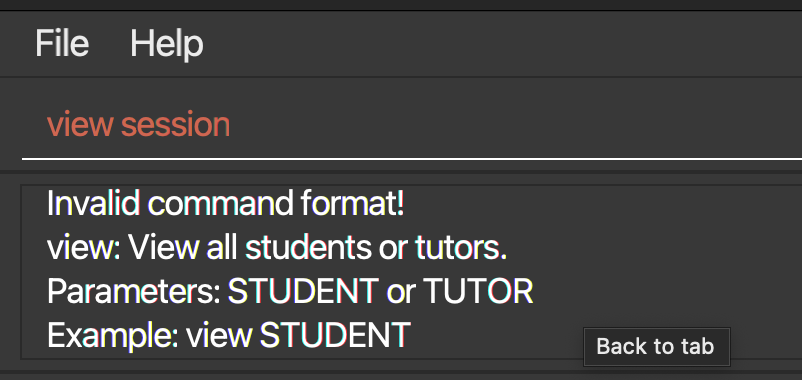 File Help
view session
Invalid command format!
view: View all students or tutors.
Parameters: STUDENT or TUTOR
Example: view STUDENT
Back to tab